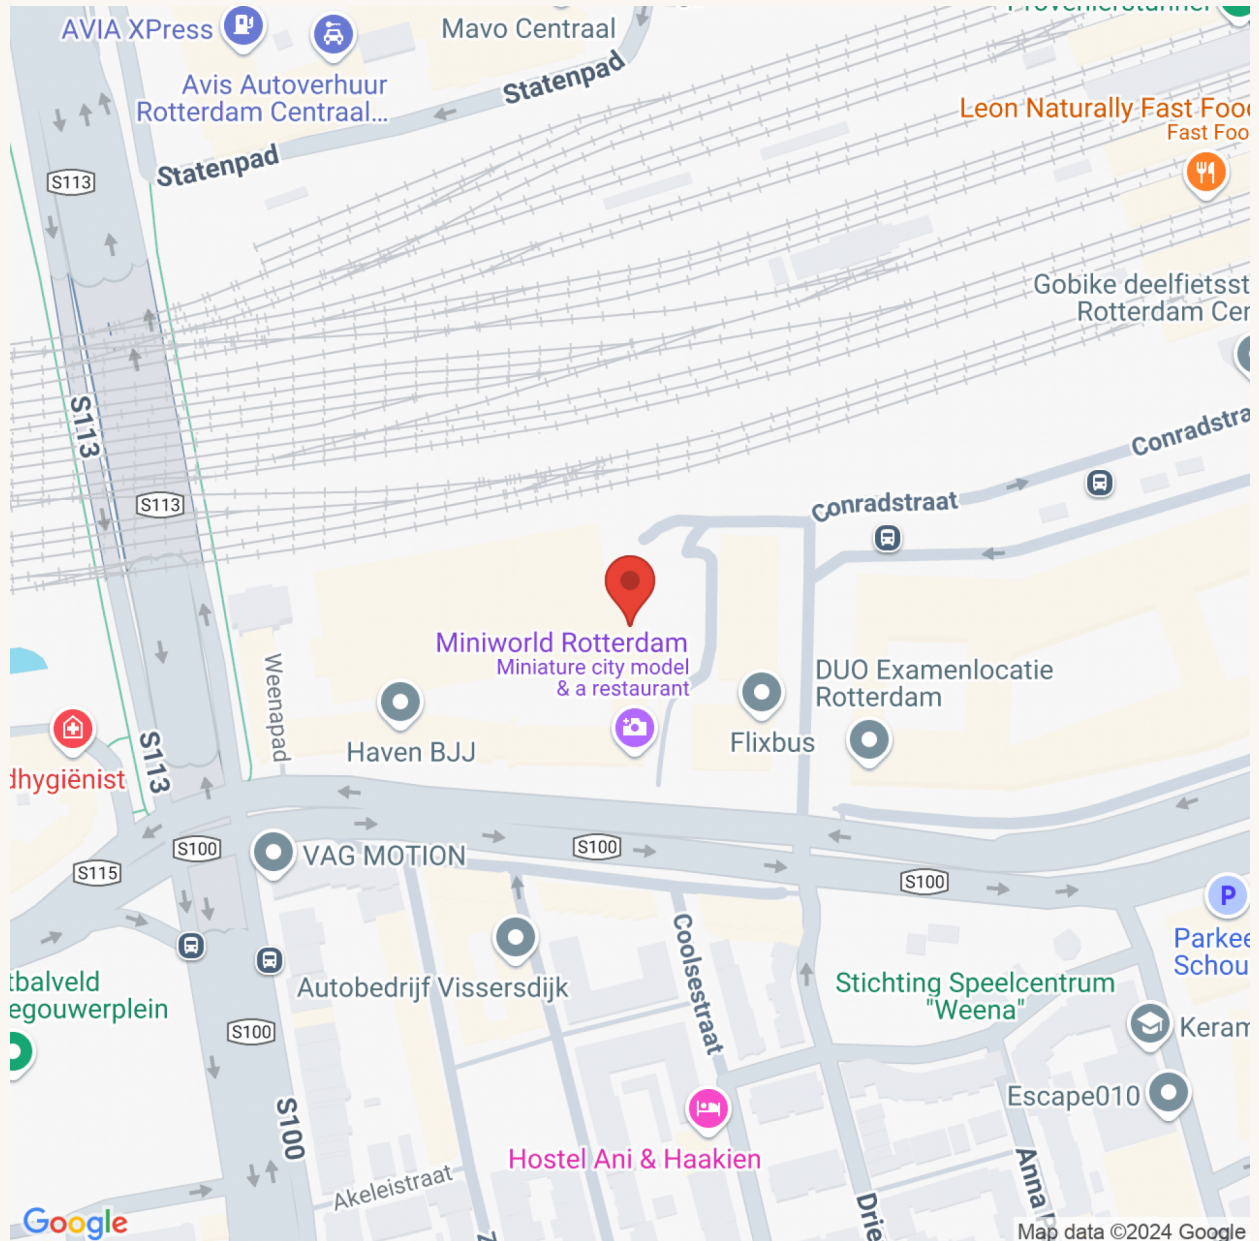 AVIA XPress
Mavo Centraal
Avis Autoverhuur
Rotterdam Centraal...
Statenpad
Leon Naturally Fast Foo
Fast Foo
Statenpad
S113
Gobike deelfietsst
Rotterdam Cer
S113
Conradstra
S113
Conradstraat
Miniworld Rotterdam
Miniature city model
& a restaurant
DUO Examenlocatie
Rotterdam
Weenapad
Haven BJJ
Flixbus
S113
dhygiënist
S100
VAG MOTION
S100
S115
S100
P
Parkee
Schou
Coolsestraat
tbalveld
egouwerplein
Autobedrijf Vissersdijk
Stichting Speelcentrum
"Weena"
S100
Keram
Escape010
S100
Hostel Ani & Haakien
Akeleistraat
Anna
Drie
Google
Map data ©2024 Google